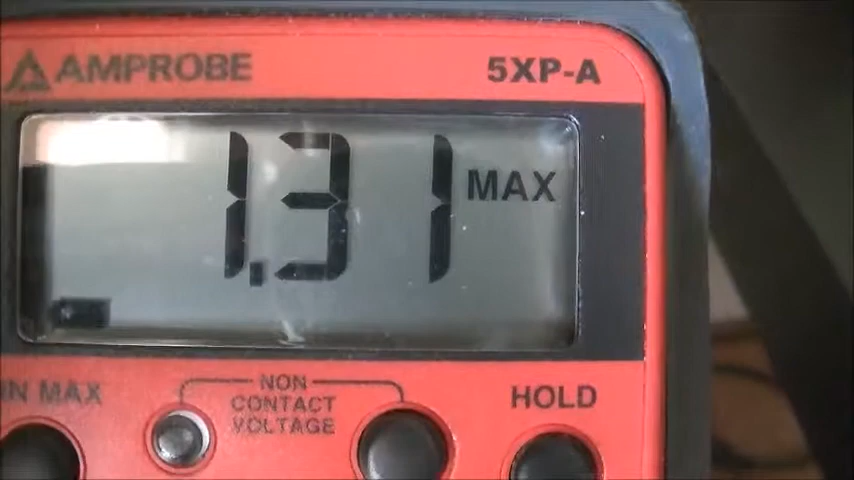 AMPROBE 5XP-A
1.31 MAX
MAX
NON
CONTACT
VOLTAGE
HOLD